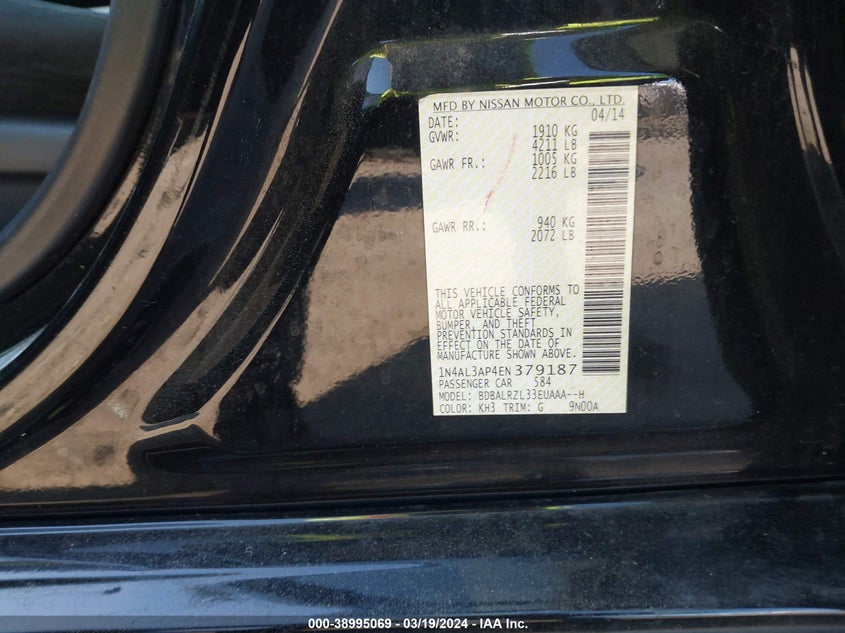 MFD BY NISSAN MOTOR CO., LTD.
DATE: 04/14
GVWR: 1910 KG
4211 LB
GAWR FR.: 1005 KG
2216 LB
GAWR RR.: 940 KG
2072 LB
THIS VEHICLE CONFORMS TO
ALL APPLICABLE FEDERAL
MOTOR VEHICLE SAFETY,
BUMPER, AND THEFT
PREVENTION STANDARDS IN
EFFECT ON THE DATE OF
MANUFACTURE SHOWN ABOVE.
1N4AL3AP4EN379187
PASSENGER CAR 584
MODEL: BDBALRZL33EUAAA--H
COLOR: KH3 TRIM: G 9N00A
000-38995069 - 03/19/2024 - IAA Inc.